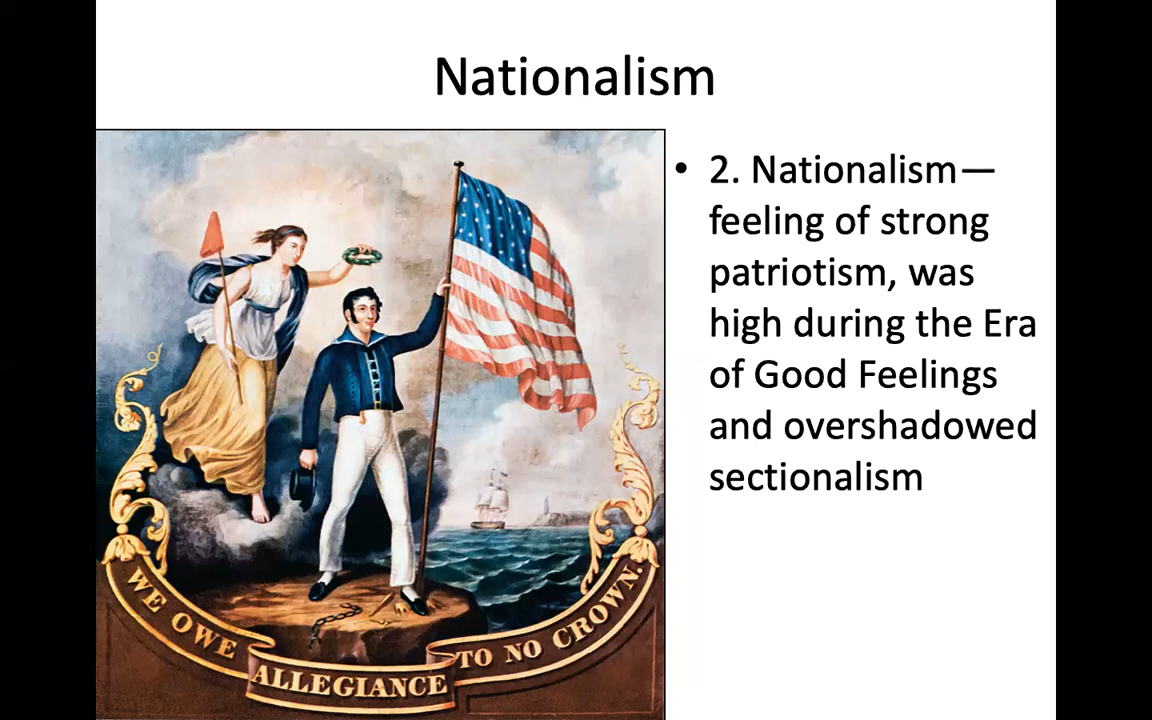 Nationalism
• 2. Nationalism—
feeling of strong
patriotism, was
high during the Era
of Good Feelings
and overshadowed
sectionalism
WE OWE
ALLEGIANCE
TO NO CROWN.